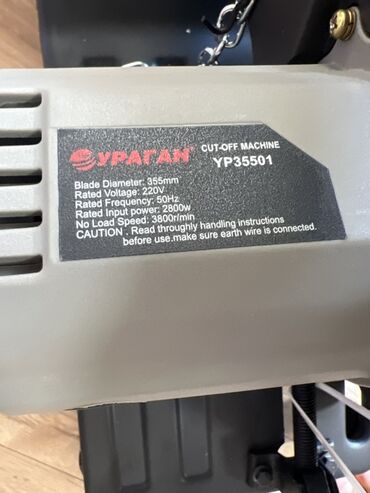 УРАГАН CUT-OFF MACHINE
YP35501
Blade Diameter: 355mm
Rated Voltage: 220V
Rated Frequency: 50Hz
Rated Input power: 2800w
No Load Speed: 3800r/min
CAUTION . Read throughly handling instructions
before use.make sure earth wire is connected.